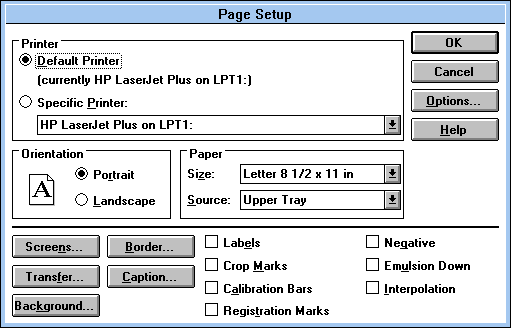 Page Setup
Printer
Default Printer
(currently HP LaserJet Plus on LPT1:)
Specific Printer:
HP LaserJet Plus on LPT1:
OK
Cancel
Options...
Help
Orientation
A
Portrait
Landscape
Paper
Size: Letter 8 1/2 x 11 in
Source: Upper Tray
Screens... Border... Labels Negative
Crop Marks Emulsion Down
Transfer... Caption...
Calibration Bars Interpolation
Background... Registration Marks